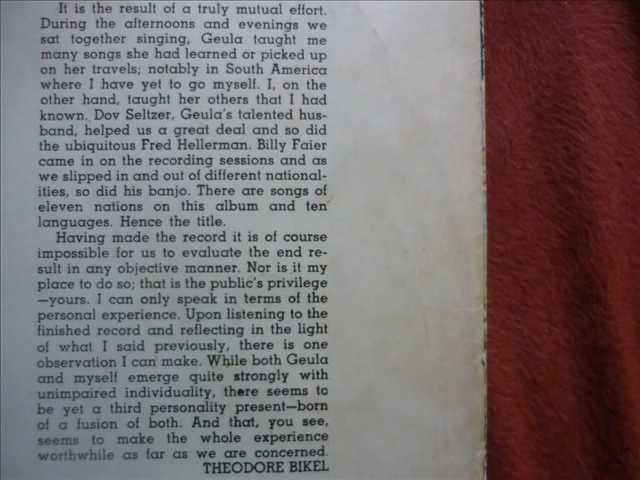 It is the result of a truly mutual effort.
During the afternoons and evenings we
sat together singing, Geula taught me
many songs she had learned or picked up
on her travels; notably in South America
where I have yet to go myself. I, on the
other hand, taught her others that I had
known. Dov Seltzer, Geula's talented hus-
band, helped us a great deal and so did
the ubiquitous Fred Hellerman. Billy Faier
came in on the recording sessions and as
we slipped in and out of different national-
ities, so did his banjo. There are songs of
eleven nations on this album and ten
languages. Hence the title.
Having made the record it is of course
impossible for us to evaluate the end re-
sult in any objective manner. Nor is it my
place to do so; that is the public's privilege
—yours. I can only speak in terms of the
personal experience. Upon listening to the
finished record and reflecting in the light
of what I said previously, there is one
observation I can make. While both Geula
and myself emerge quite strongly with
unimpaired individuality, there seems to
be yet a third personality present—born
of a fusion of both. And that, you see,
seems to make the whole experience
worthwhile as far as we are concerned.
THEODORE BIKEL